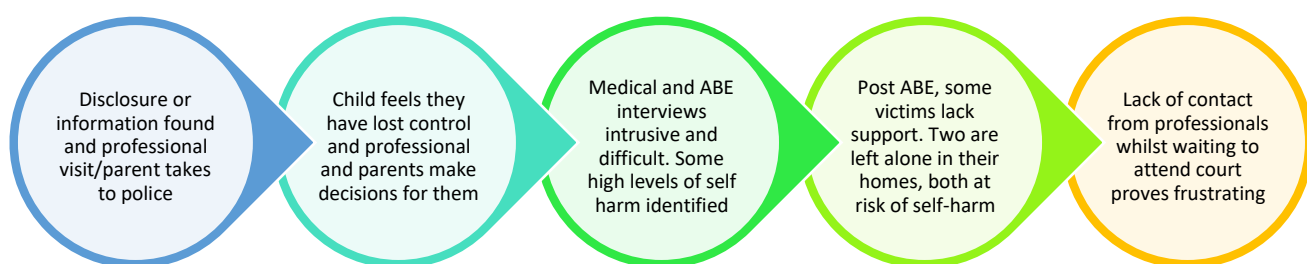 Disclosure or
information found
and professional
visit/parent takes
to police
Child feels they
have lost control
and professional
and parents make
decisions for them
Medical and ABE
interviews
intrusive and
difficult. Some
high levels of self
harm identified
Post ABE, some
victims lack
support. Two are
left alone in their
homes, both at
risk of self-harm
Lack of contact
from professionals
whilst waiting to
attend court
proves frustrating